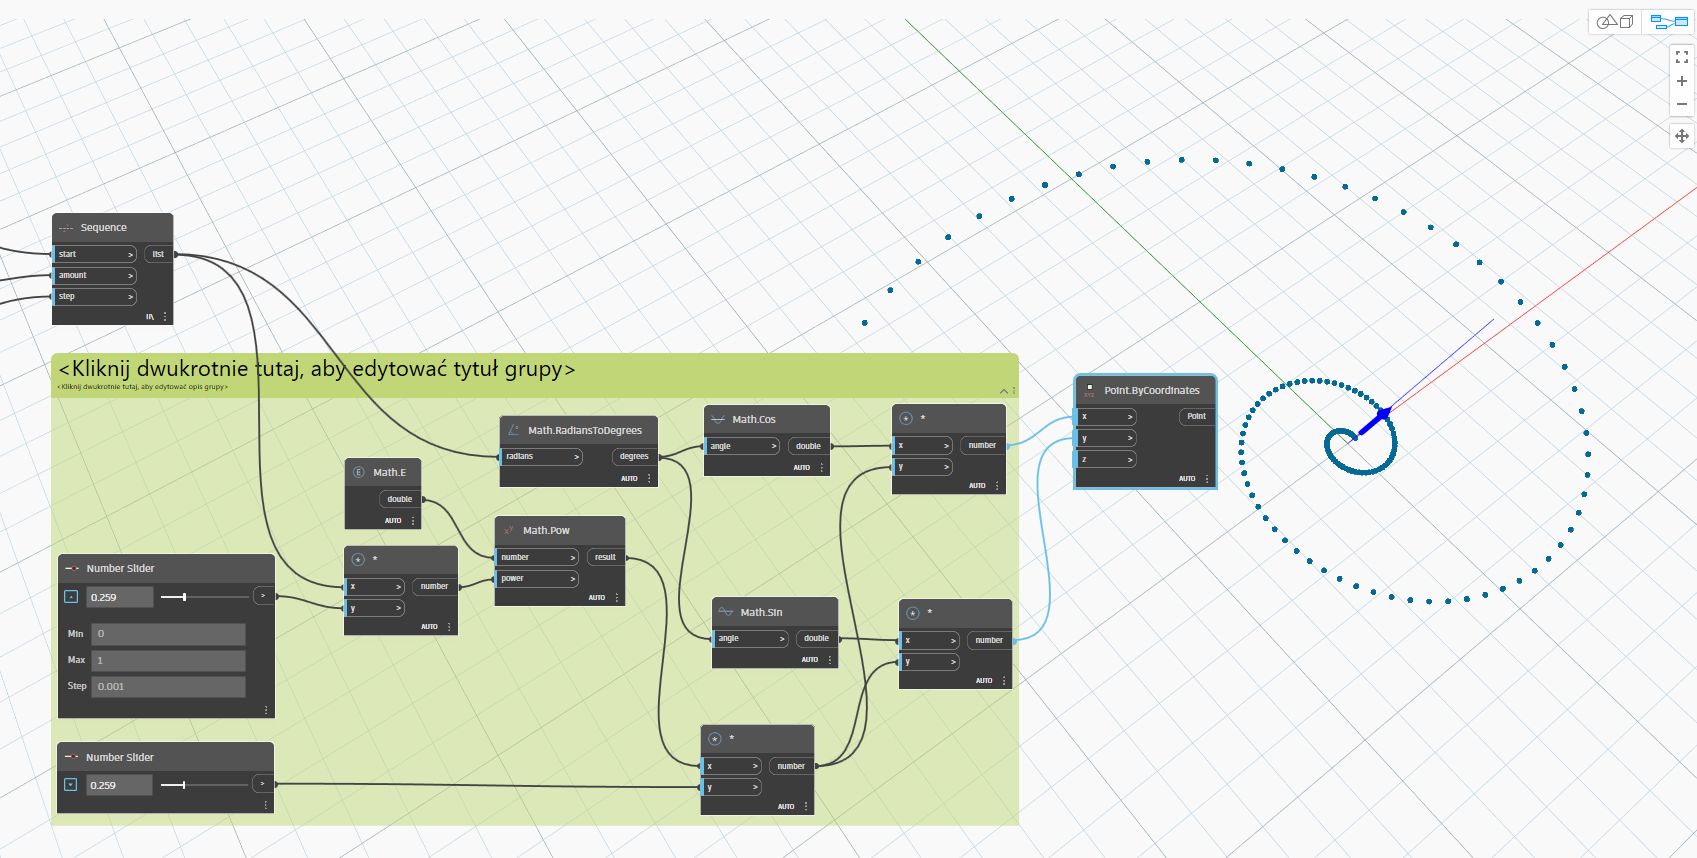 Sequence
start >
list
amount >
step >
<Kliknij dwukrotnie tutaj, aby edytować tytuł grupy>
<Kliknij dwukrotnie tutaj, aby edytować opis grupy>
Math.RadiansToDegrees
radians >
degrees
AUTO
Math.Cos
angle >
double
AUTO
*
x >
number
y >
AUTO
Point.ByCoordinates
x >
Point
y >
z >
AUTO
Math.E
double
AUTO
Math.Pow
number >
result
power >
AUTO
*
x >
number
y >
AUTO
Number Slider
0.259
>
Min 0
Max 1
Step 0.001
Math.Sin
angle >
double
AUTO
*
x >
number
y >
AUTO
Number Slider
0.259
>
*
x >
number
y >
AUTO